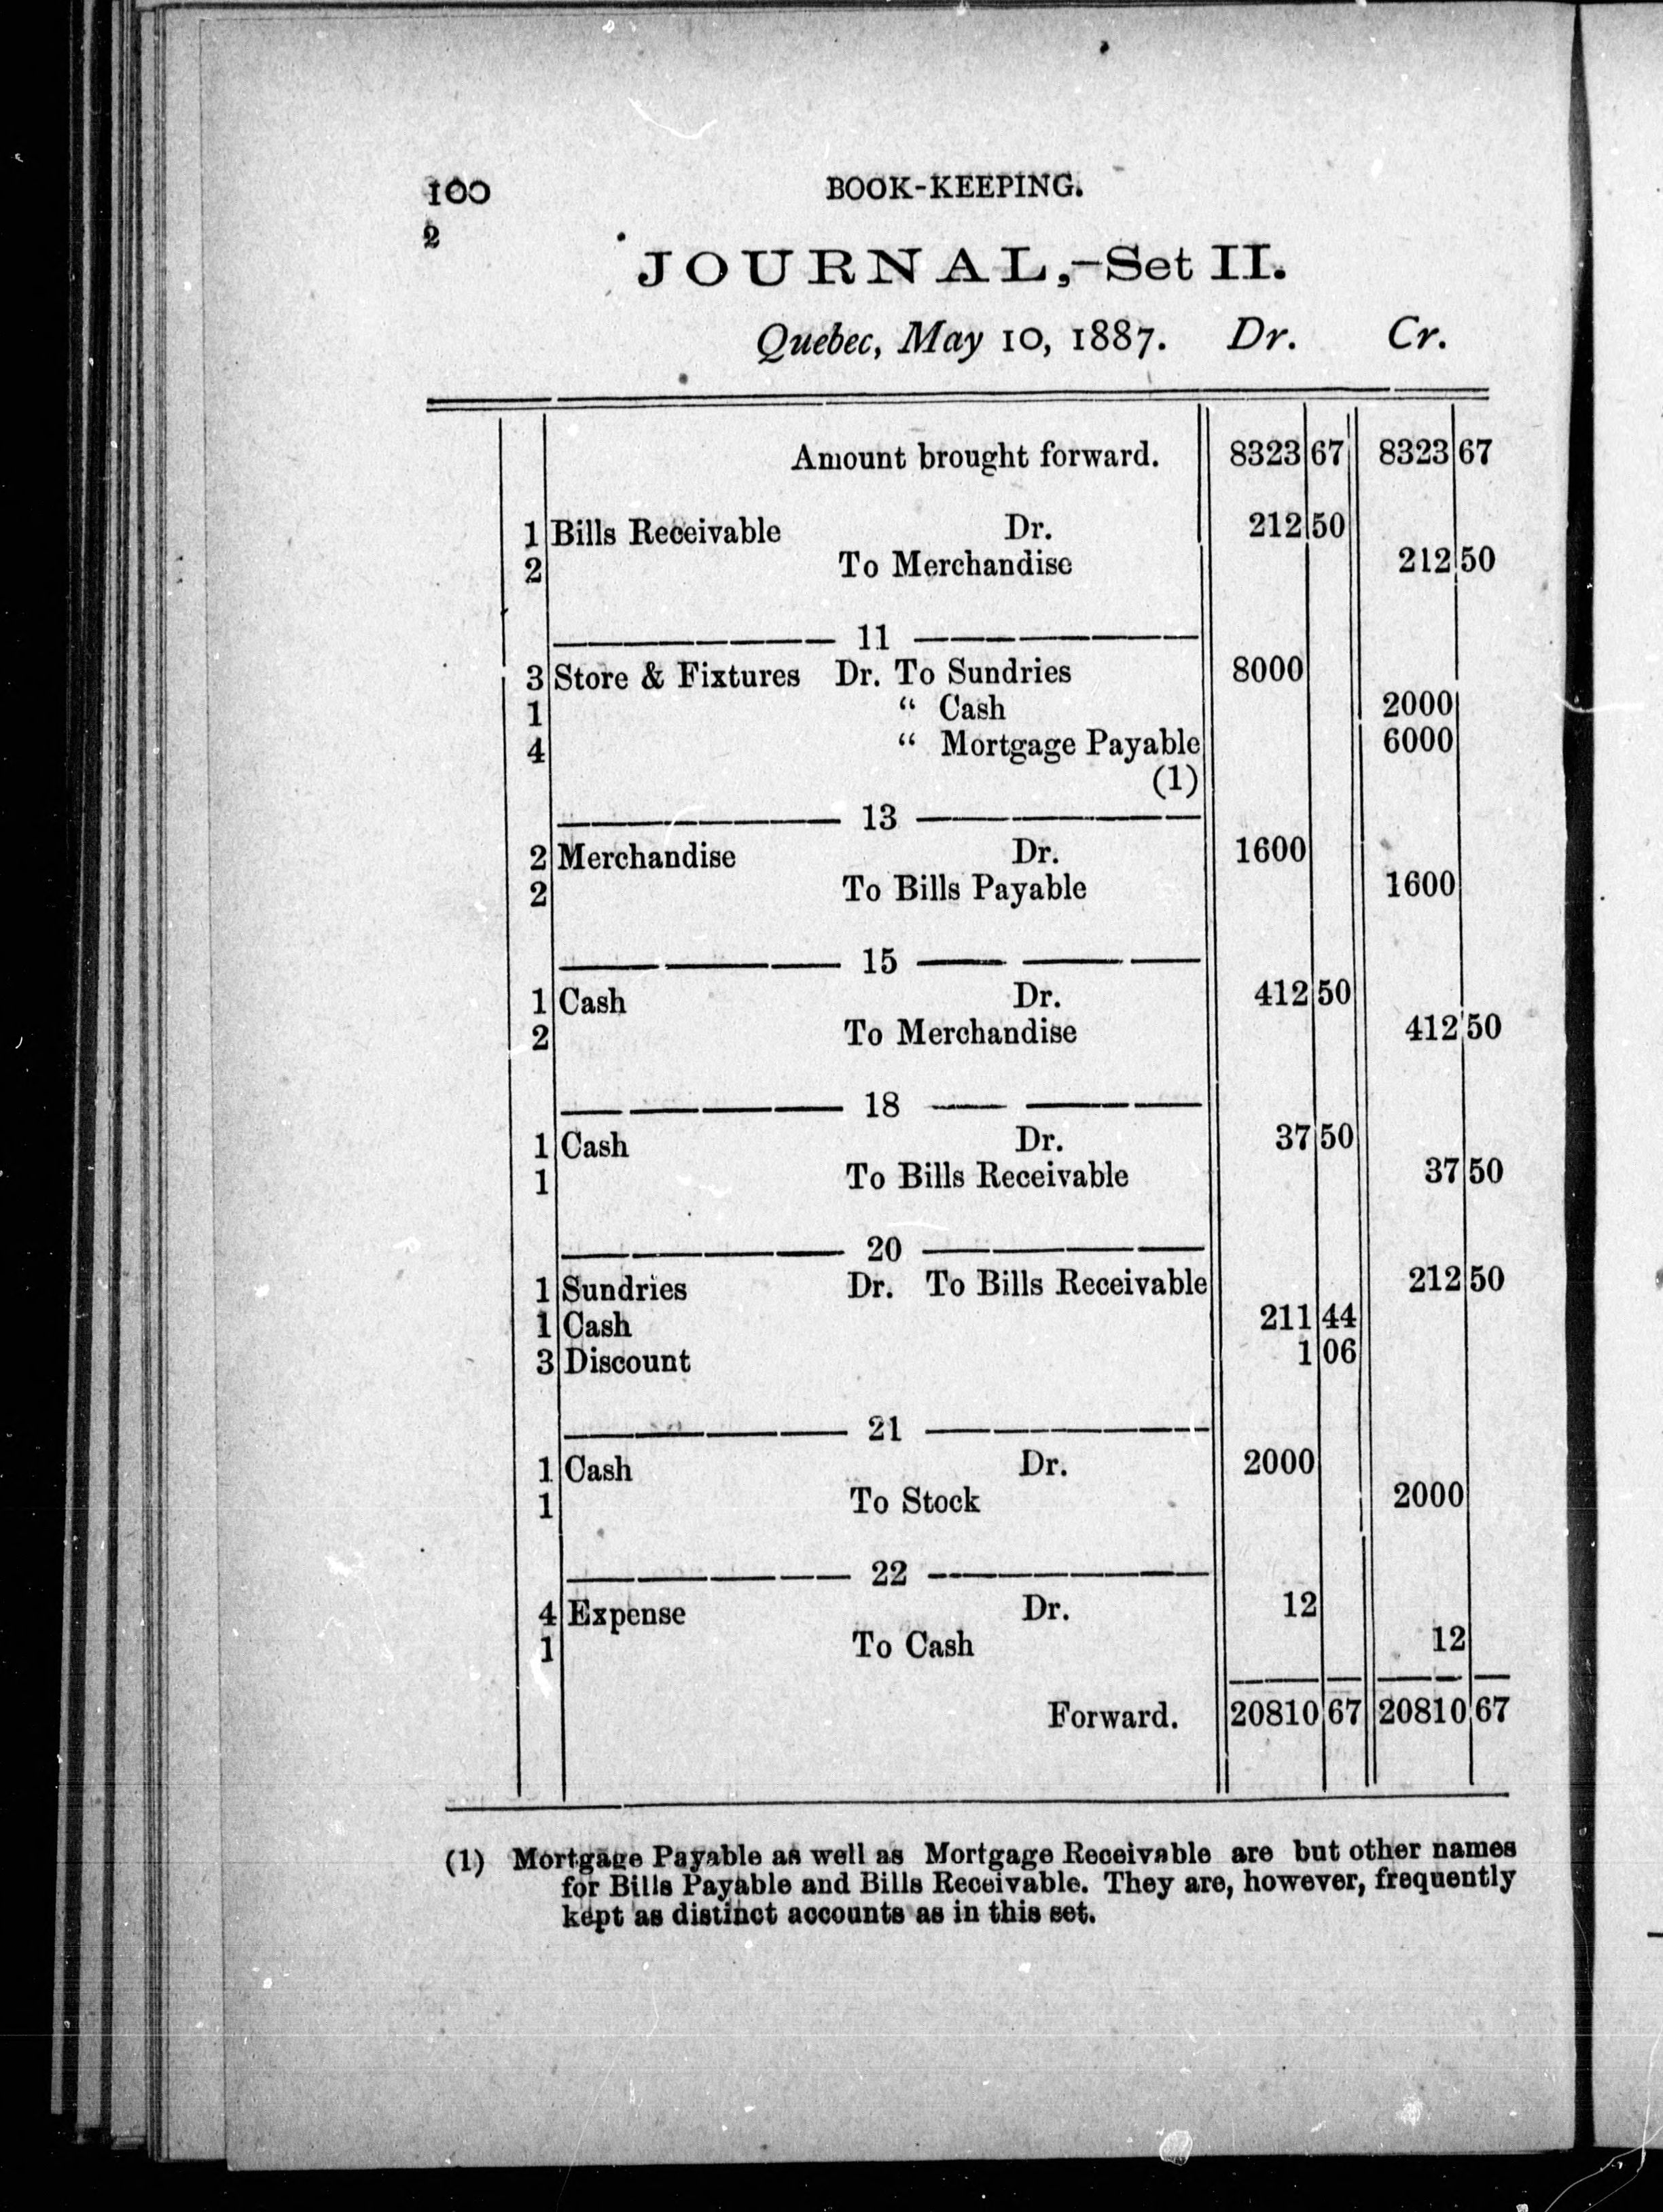 100 BOOK-KEEPING.
2
JOURNAL,-Set II.
Quebec, May 10, 1887. Dr. Cr.
Amount brought forward. 8323 67 8323 67
1 Bills Receivable Dr. 212 50
2 To Merchandise 212 50
11
3 Store & Fixtures Dr. To Sundries 8000
1 " Cash 2000
4 " Mortgage Payable 6000
(1)
13
2 Merchandise Dr. 1600
2 To Bills Payable 1600
15
1 Cash Dr. 412 50
2 To Merchandise 412 50
18
1 Cash Dr. 37 50
1 To Bills Receivable 37 50
20
1 Sundries Dr. To Bills Receivable 212 50
1 Cash 211 44
3 Discount 1 06
21
1 Cash Dr. 2000
1 To Stock 2000
22
4 Expense Dr. 12
1 To Cash 12
Forward. 20810 67 20810 67
(1) Mortgage Payable as well as Mortgage Receivable are but other names
for Bills Payable and Bills Receivable. They are, however, frequently
kept as distinct accounts as in this set.